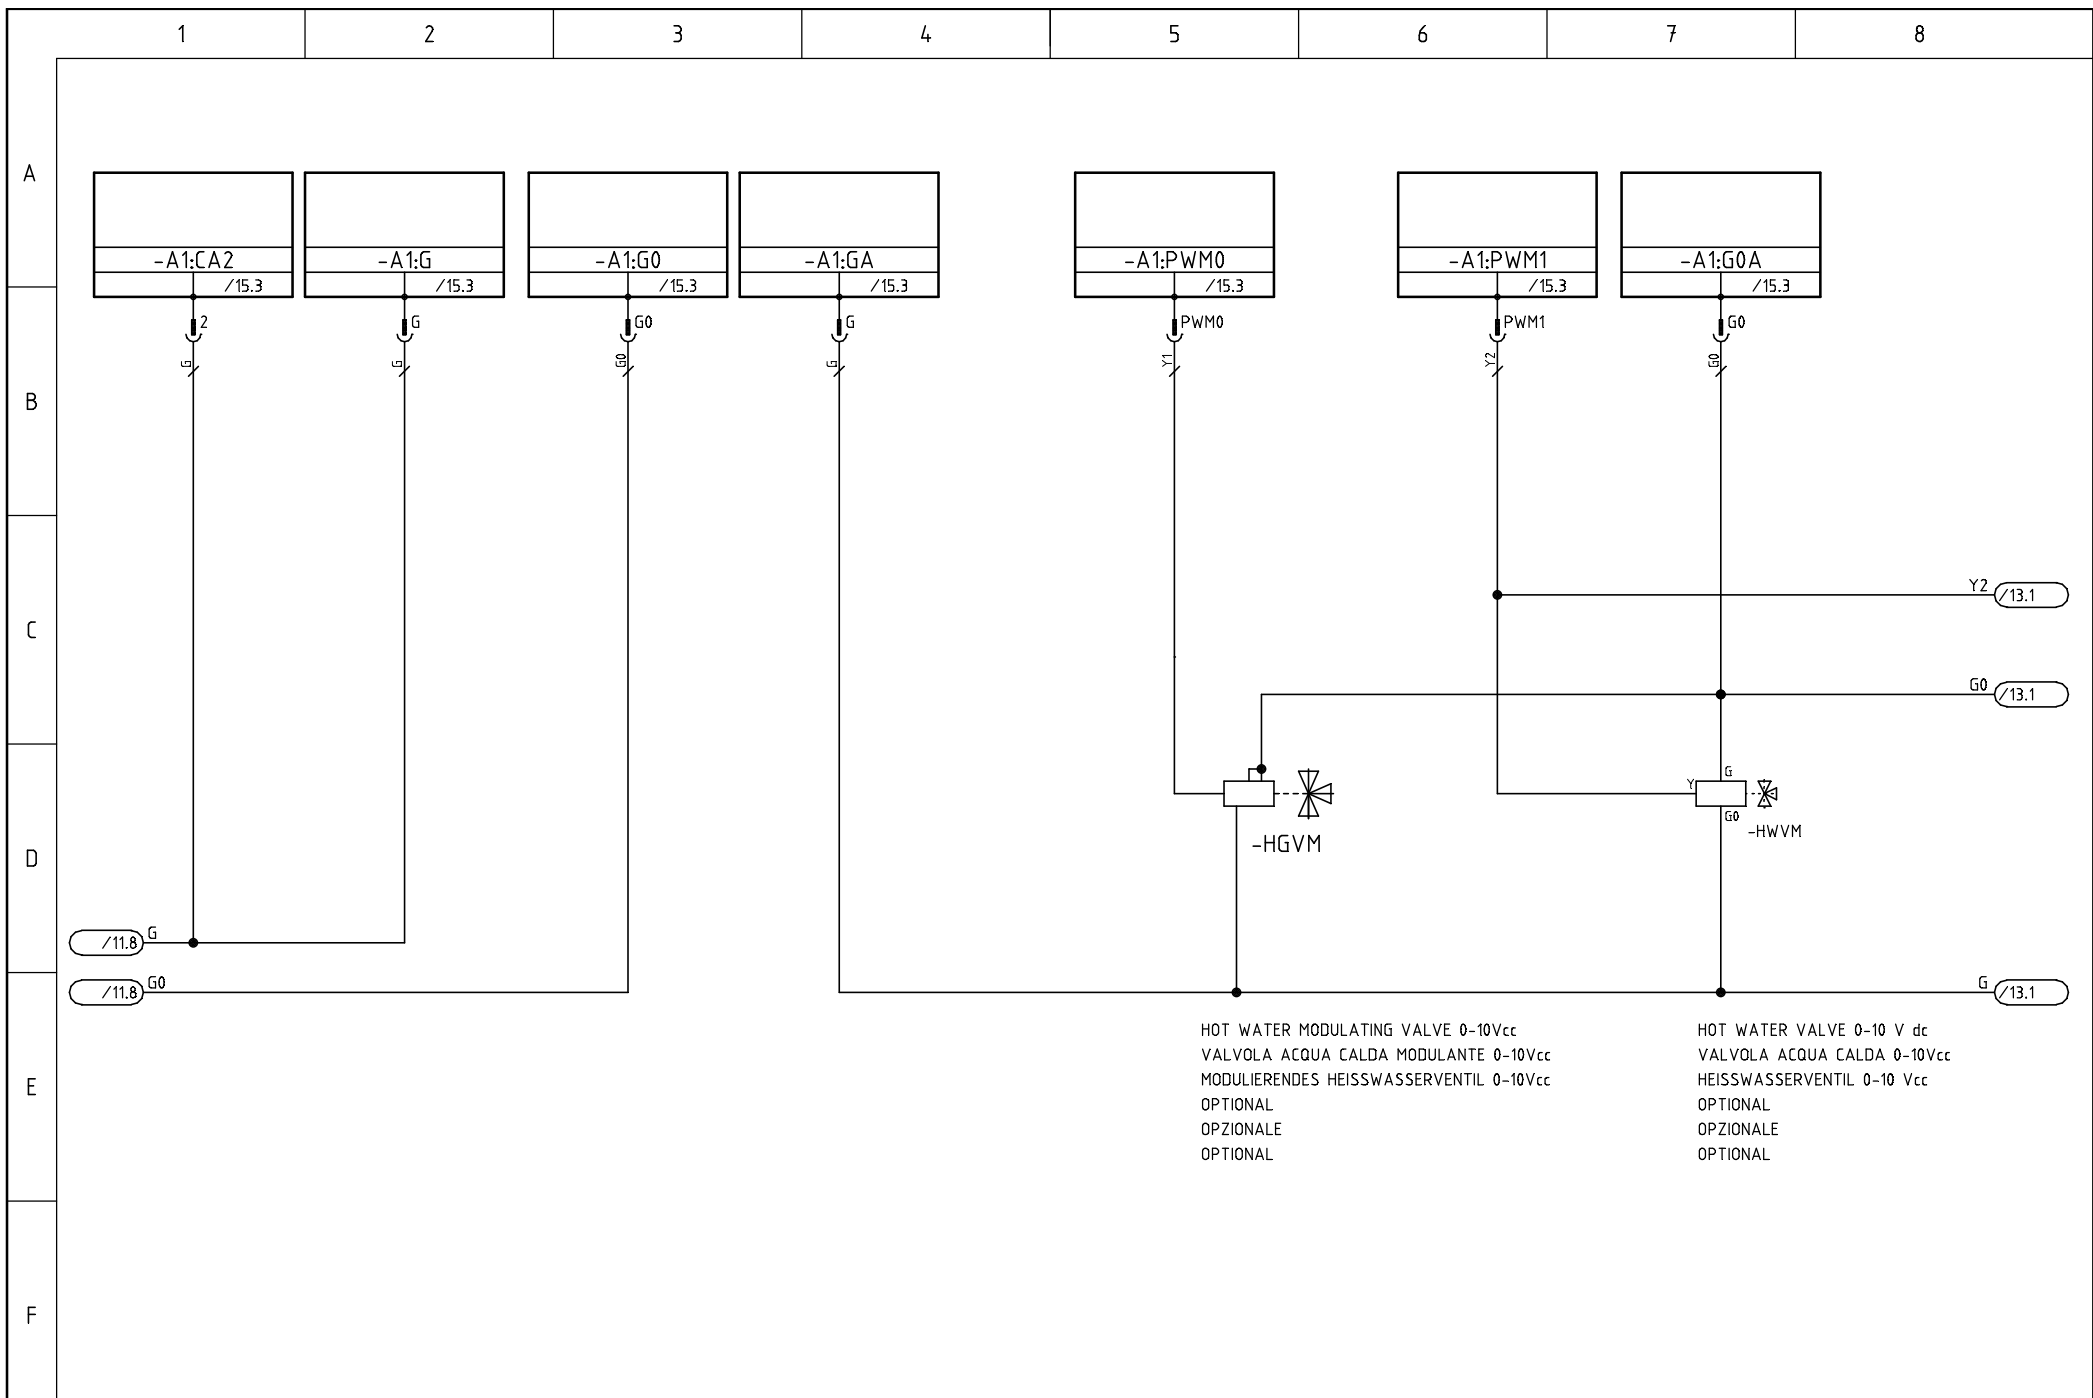 1 2 3 4 5 6 7 8
A
-A1:CA2 -A1:G -A1:G0 -A1:GA -A1:PWM0 -A1:PWM1 -A1:G0A
/15.3 /15.3 /15.3 /15.3 /15.3 /15.3 /15.3
2 G G0 G PWM0 PWM1 G0
G G G0 G Y1 Y2 G0
B
Y2 /13.1
C
G0 /13.1
G
Y
G0
-HWVM
-HGVM
D
/11.8 G
/11.8 G0
G /13.1
HOT WATER MODULATING VALVE 0-10Vcc
VALVOLA ACQUA CALDA MODULANTE 0-10Vcc
MODULIERENDES HEISSWASSERVENTIL 0-10Vcc
OPTIONAL
OPZIONALE
OPTIONAL
HOT WATER VALVE 0-10 V dc
VALVOLA ACQUA CALDA 0-10Vcc
HEISSWASSERVENTIL 0-10 Vcc
OPTIONAL
OPZIONALE
OPTIONAL
E
F